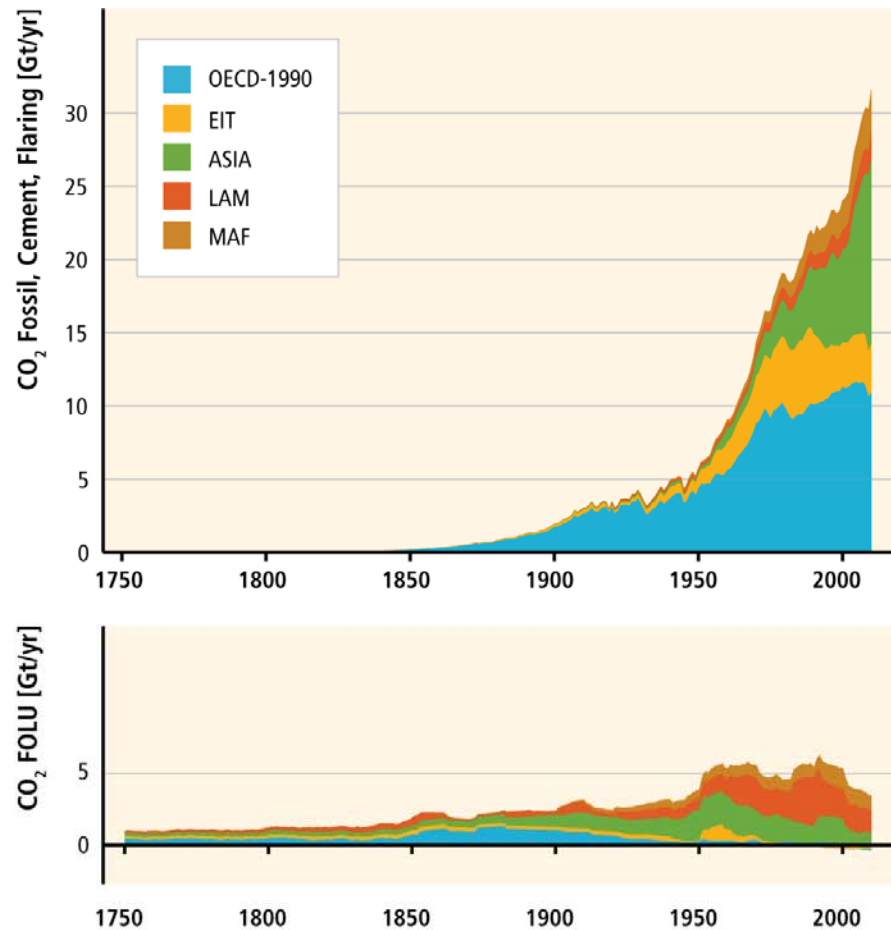 CO₂ Fossil, Cement, Flaring [Gt/yr]
OECD-1990
EIT
ASIA
LAM
MAF
30
25
20
15
10
5
0
1750 1800 1850 1900 1950 2000
CO₂ FOLU [Gt/yr]
5
0
1750 1800 1850 1900 1950 2000